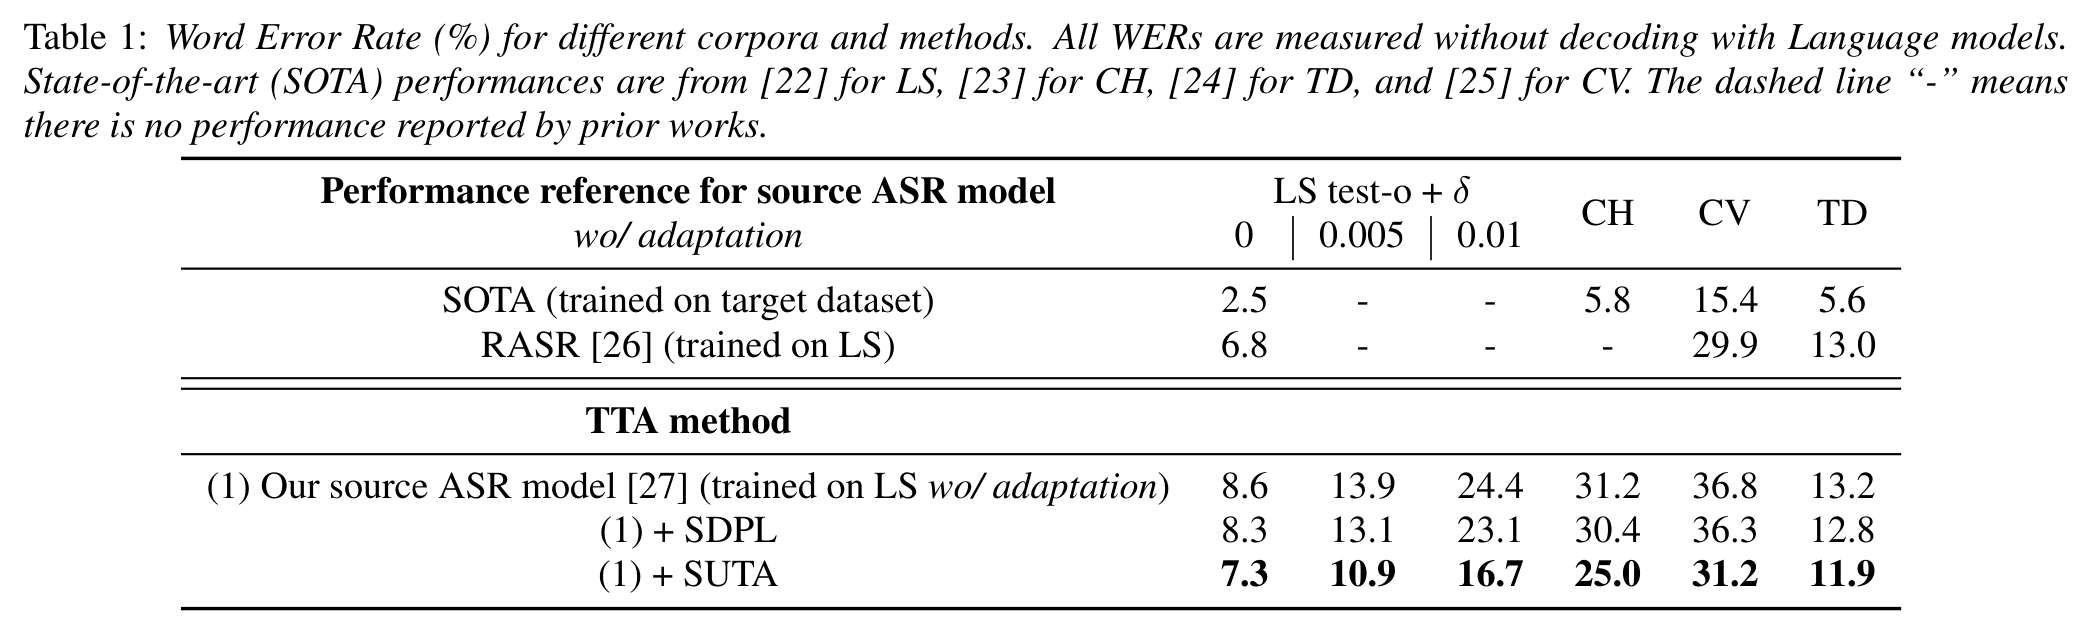 Table 1: Word Error Rate (%) for different corpora and methods. All WERs are measured without decoding with Language models.
State-of-the-art (SOTA) performances are from [22] for LS, [23] for CH, [24] for TD, and [25] for CV. The dashed line “-” means
there is no performance reported by prior works.
Performance reference for source ASR model LS test-o + δ CH CV TD
wo/ adaptation 0 | 0.005 | 0.01
SOTA (trained on target dataset) 2.5 - - 5.8 15.4 5.6
RASR [26] (trained on LS) 6.8 - - - 29.9 13.0
TTA method
(1) Our source ASR model [27] (trained on LS wo/ adaptation) 8.6 13.9 24.4 31.2 36.8 13.2
(1) + SDPL 8.3 13.1 23.1 30.4 36.3 12.8
(1) + SUTA 7.3 10.9 16.7 25.0 31.2 11.9